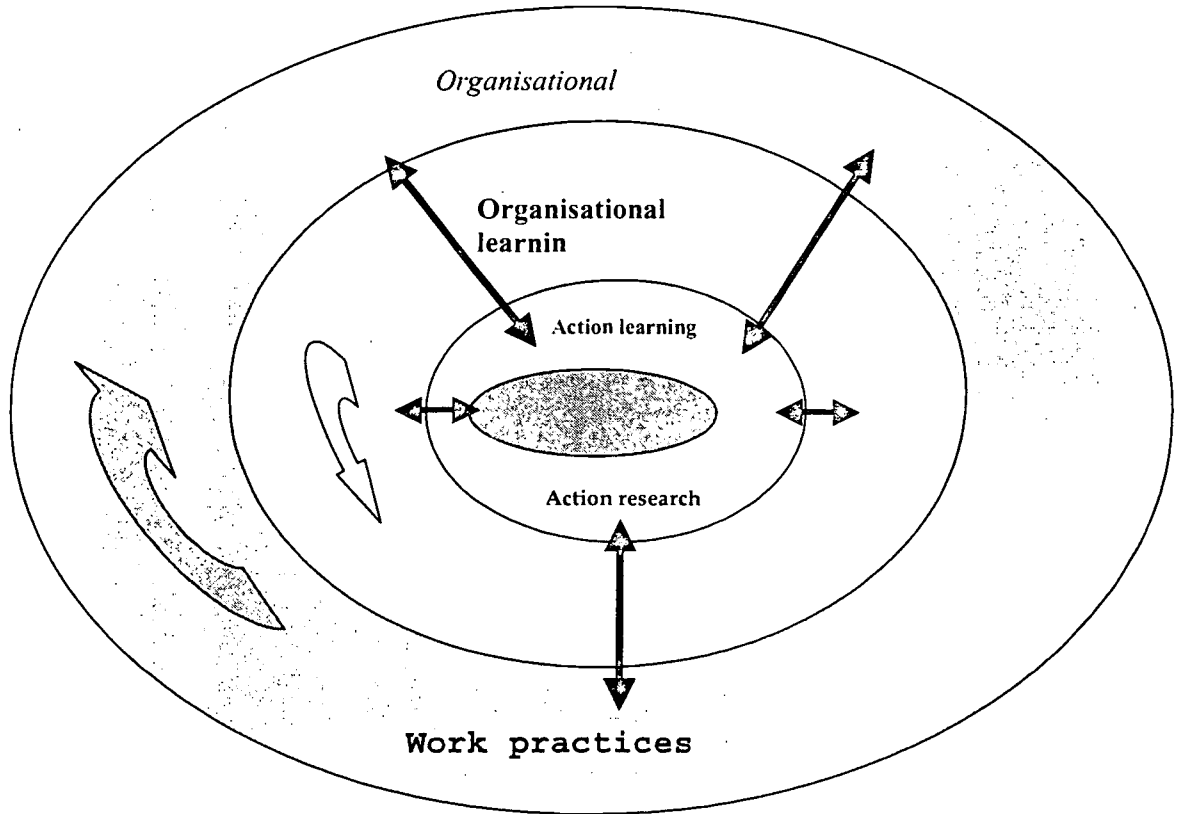 Organisational
Organisational
learnin
Action learning
Action research
Work practices